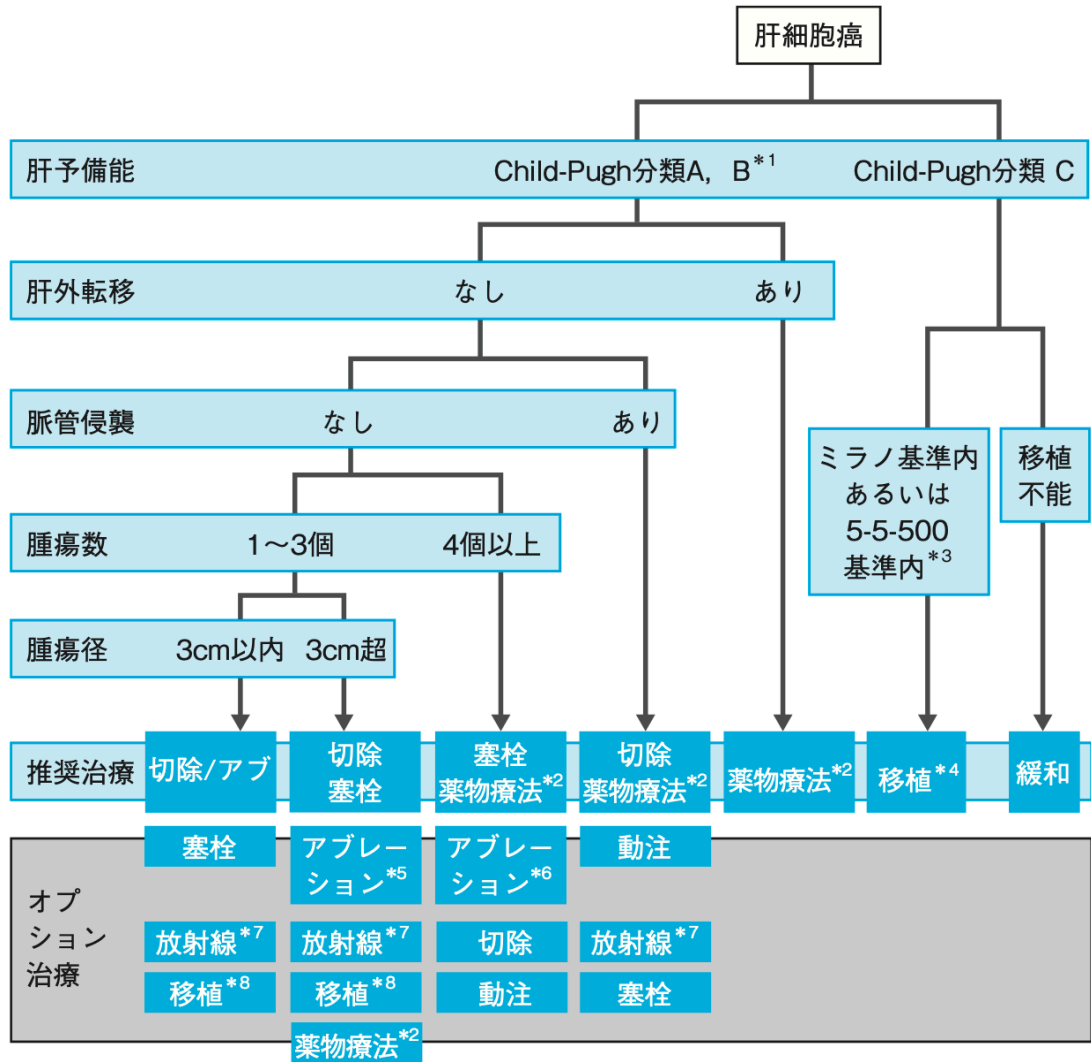 肝細胞癌
肝予備能 Child-Pugh分類A，B*1 Child-Pugh分類 C
肝外転移 なし あり
脈管侵襲 なし あり
ミラノ基準内
あるいは
5-5-500
基準内*3
移植
不能
腫瘍数 1〜3個 4個以上
腫瘍径 3cm以内 3cm超
推奨治療
切除/アブ
切除
塞栓
塞栓
薬物療法*2
切除
薬物療法*2
薬物療法*2
移植*4
緩和
オプ
ション
治療
塞栓
放射線*7
移植*8
アブレー
ション*5
放射線*7
移植*8
薬物療法*2
アブレー
ション*6
切除
動注
動注
放射線*7
塞栓